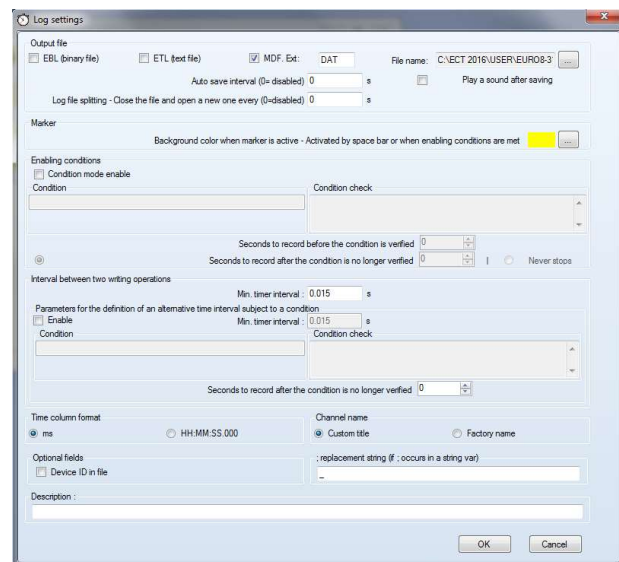 Log settings
Output file
EBL (binary file) ETL (text file) MDF. Ext: DAT File name: C:\ECT 2016\USER\EURO8-3 ...
Auto save interval (0= disabled) 0 s Play a sound after saving
Log file splitting - Close the file and open a new one every (0=disabled) 0 s
Marker
Background color when marker is active - Activated by space bar or when enabling conditions are met ...
Enabling conditions
Condition mode enable
Condition Condition check
Seconds to record before the condition is verified 0
Seconds to record after the condition is no longer verified 0 | Never stops
Interval between two writing operations
Min. timer interval : 0.015 s
Parameters for the definition of an alternative time interval subject to a condition
Enable Min. timer interval : 0.015 s
Condition Condition check
Seconds to record after the condition is no longer verified 0
Time column format Channel name
ms HH:MM:SS.000 Custom title Factory name
Optional fields ; replacement string (if ; occurs in a string var)
Device ID in file _
Description :
OK Cancel